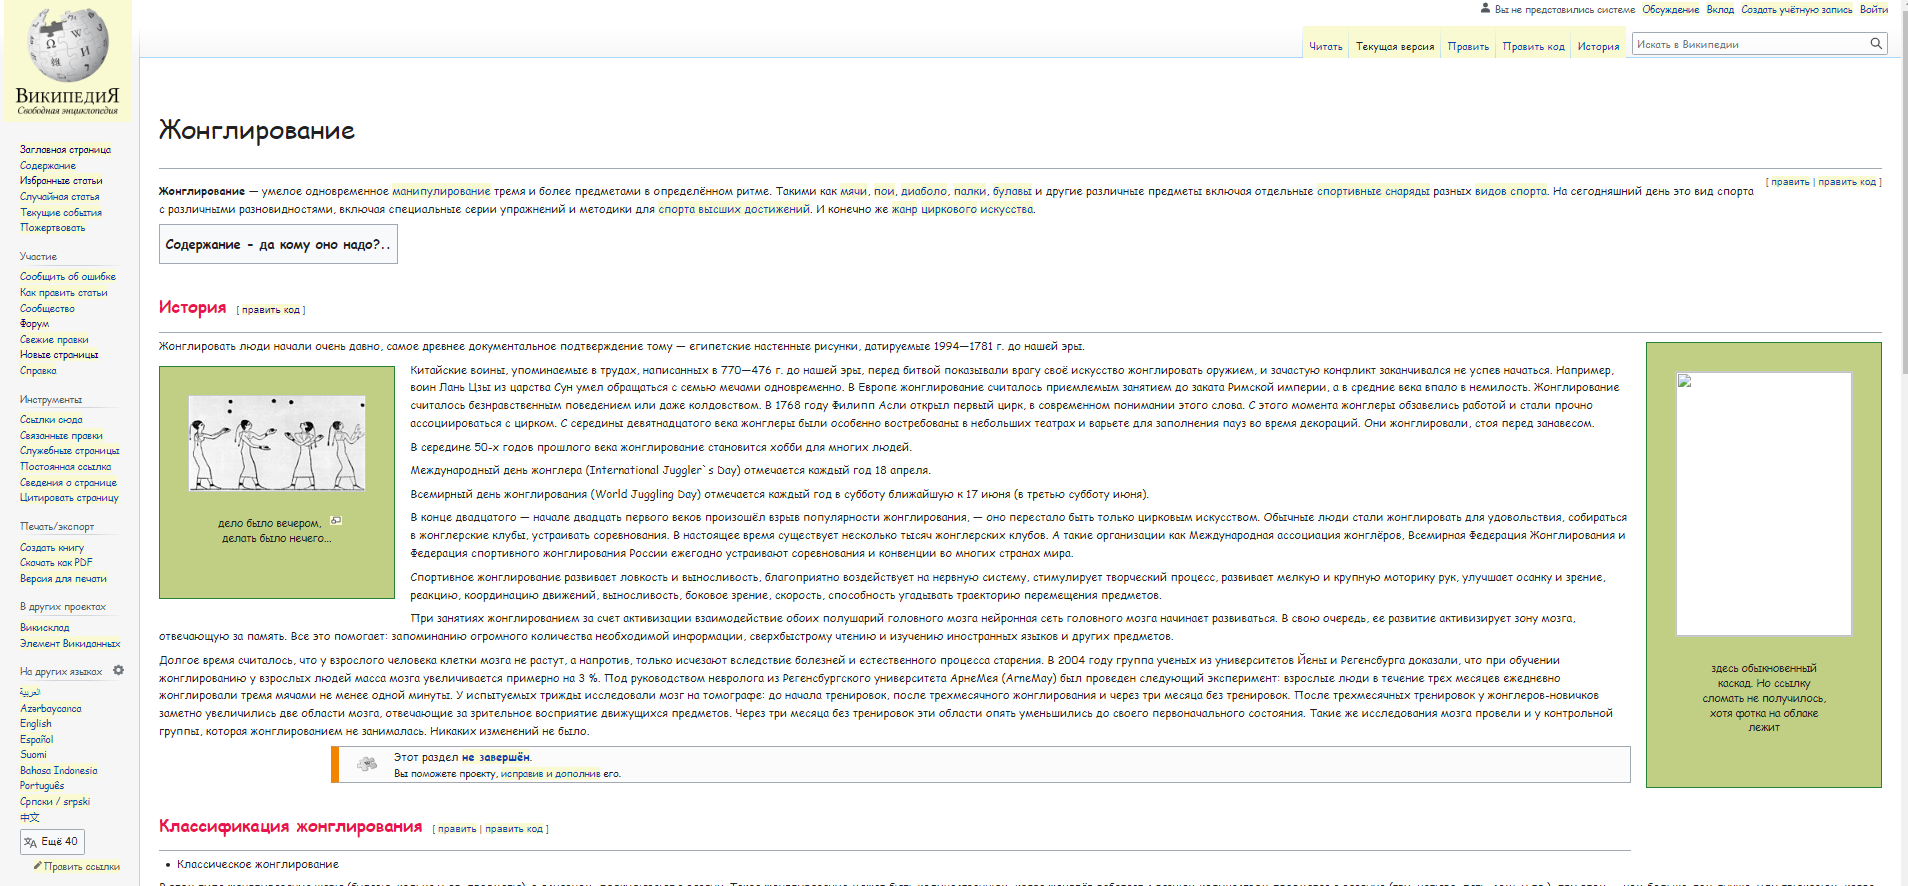 Вы не представились системе Обсуждение Вклад Создать учётную запись Войти
Читать Текущая версия Править Править код История Искать в Википедии
ВикипедиЯ
Свободная энциклопедия
Заглавная страница
Содержание
Избранные статьи
Случайная статья
Текущие события
Пожертвовать
Участие
Сообщить об ошибке
Как править статьи
Сообщество
Форум
Свежие правки
Новые страницы
Справка
Инструменты
Ссылки сюда
Связанные правки
Служебные страницы
Постоянная ссылка
Сведения о странице
Цитировать страницу
Печать/экспорт
Создать книгу
Скачать как PDF
Версия для печати
В других проектах
Викисклад
Элемент Викиданных
На других языках
العربية
Azərbaycanca
English
Español
Suomi
Bahasa Indonesia
Português
Српски / srpski
中文
Ещё 40
Править ссылки
Жонглирование
[ править | править код ]
Жонглирование — умелое одновременное манипулирование тремя и более предметами в определённом ритме. Такими как мячи, пои, диаболо, палки, булавы и другие различные предметы включая отдельные спортивные снаряды разных видов спорта. На сегодняшний день это вид спорта
с различными разновидностями, включая специальные серии упражнений и методики для спорта высших достижений. И конечно же жанр циркового искусства.
Содержание - да кому оно надо?..
История [ править код ]
Жонглировать люди начали очень давно, самое древнее документальное подтверждение тому — египетские настенные рисунки, датируемые 1994—1781 г. до нашей эры.
дело было вечером,
делать было нечего...
Китайские воины, упоминаемые в трудах, написанных в 770—476 г. до нашей эры, перед битвой показывали врагу своё искусство жонглировать оружием, и зачастую конфликт заканчивался не успев начаться. Например,
воин Лань Цзы из царства Сун умел обращаться с семью мечами одновременно. В Европе жонглирование считалось приемлемым занятием до заката Римской империи, а в средние века впало в немилость. Жонглирование
считалось безнравственным поведением или даже колдовством. В 1768 году Филипп Асли открыл первый цирк, в современном понимании этого слова. С этого момента жонглеры обзавелись работой и стали прочно
ассоциироваться с цирком. С середины девятнадцатого века жонглеры были особенно востребованы в небольших театрах и варьете для заполнения пауз во время декораций. Они жонглировали, стоя перед занавесом.
В середине 50-х годов прошлого века жонглирование становится хобби для многих людей.
Международный день жонглера (International Juggler`s Day) отмечается каждый год 18 апреля.
Всемирный день жонглирования (World Juggling Day) отмечается каждый год в субботу ближайшую к 17 июня (в третью субботу июня).
В конце двадцатого — начале двадцать первого веков произошёл взрыв популярности жонглирования, — оно перестало быть только цирковым искусством. Обычные люди стали жонглировать для удовольствия, собираться
в жонглерские клубы, устраивать соревнования. В настоящее время существует несколько тысяч жонглерских клубов. А такие организации как Международная ассоциация жонглёров, Всемирная Федерация Жонглирования и
Федерация спортивного жонглирования России ежегодно устраивают соревнования и конвенции во многих странах мира.
Спортивное жонглирование развивает ловкость и выносливость, благоприятно воздействует на нервную систему, стимулирует творческий процесс, развивает мелкую и крупную моторику рук, улучшает осанку и зрение,
реакцию, координацию движений, выносливость, боковое зрение, скорость, способность угадывать траекторию перемещения предметов.
При занятиях жонглированием за счет активизации взаимодействие обоих полушарий головного мозга нейронная сеть головного мозга начинает развиваться. В свою очередь, ее развитие активизирует зону мозга,
отвечающую за память. Все это помогает: запоминанию огромного количества необходимой информации, сверхбыстрому чтению и изучению иностранных языков и других предметов.
Долгое время считалось, что у взрослого человека клетки мозга не растут, а напротив, только исчезают вследствие болезней и естественного процесса старения. В 2004 году группа ученых из университетов Йены и Регенсбурга доказали, что при обучении
жонглированию у взрослых людей масса мозга увеличивается примерно на 3 %. Под руководством невролога из Регенсбургского университета АрнеМея (ArneMay) был проведен следующий эксперимент: взрослые люди в течение трех месяцев ежедневно
жонглировали тремя мячами не менее одной минуты. У испытуемых трижды исследовали мозг на томографе: до начала тренировок, после трехмесячного жонглирования и через три месяца без тренировок. После трехмесячных тренировок у жонглеров-новичков
заметно увеличились две области мозга, отвечающие за зрительное восприятие движущихся предметов. Через три месяца без тренировок эти области опять уменьшились до своего первоначального состояния. Такие же исследования мозга провели и у контрольной
группы, которая жонглированием не занималась. Никаких изменений не было.
здесь обыкновенный
каскад. Но ссылку
сломать не получилось,
хотя фотка на облаке
лежит
Этот раздел не завершён.
Вы поможете проекту, исправив и дополнив его.
Классификация жонглирования [ править | править код ]
• Классическое жонглирование